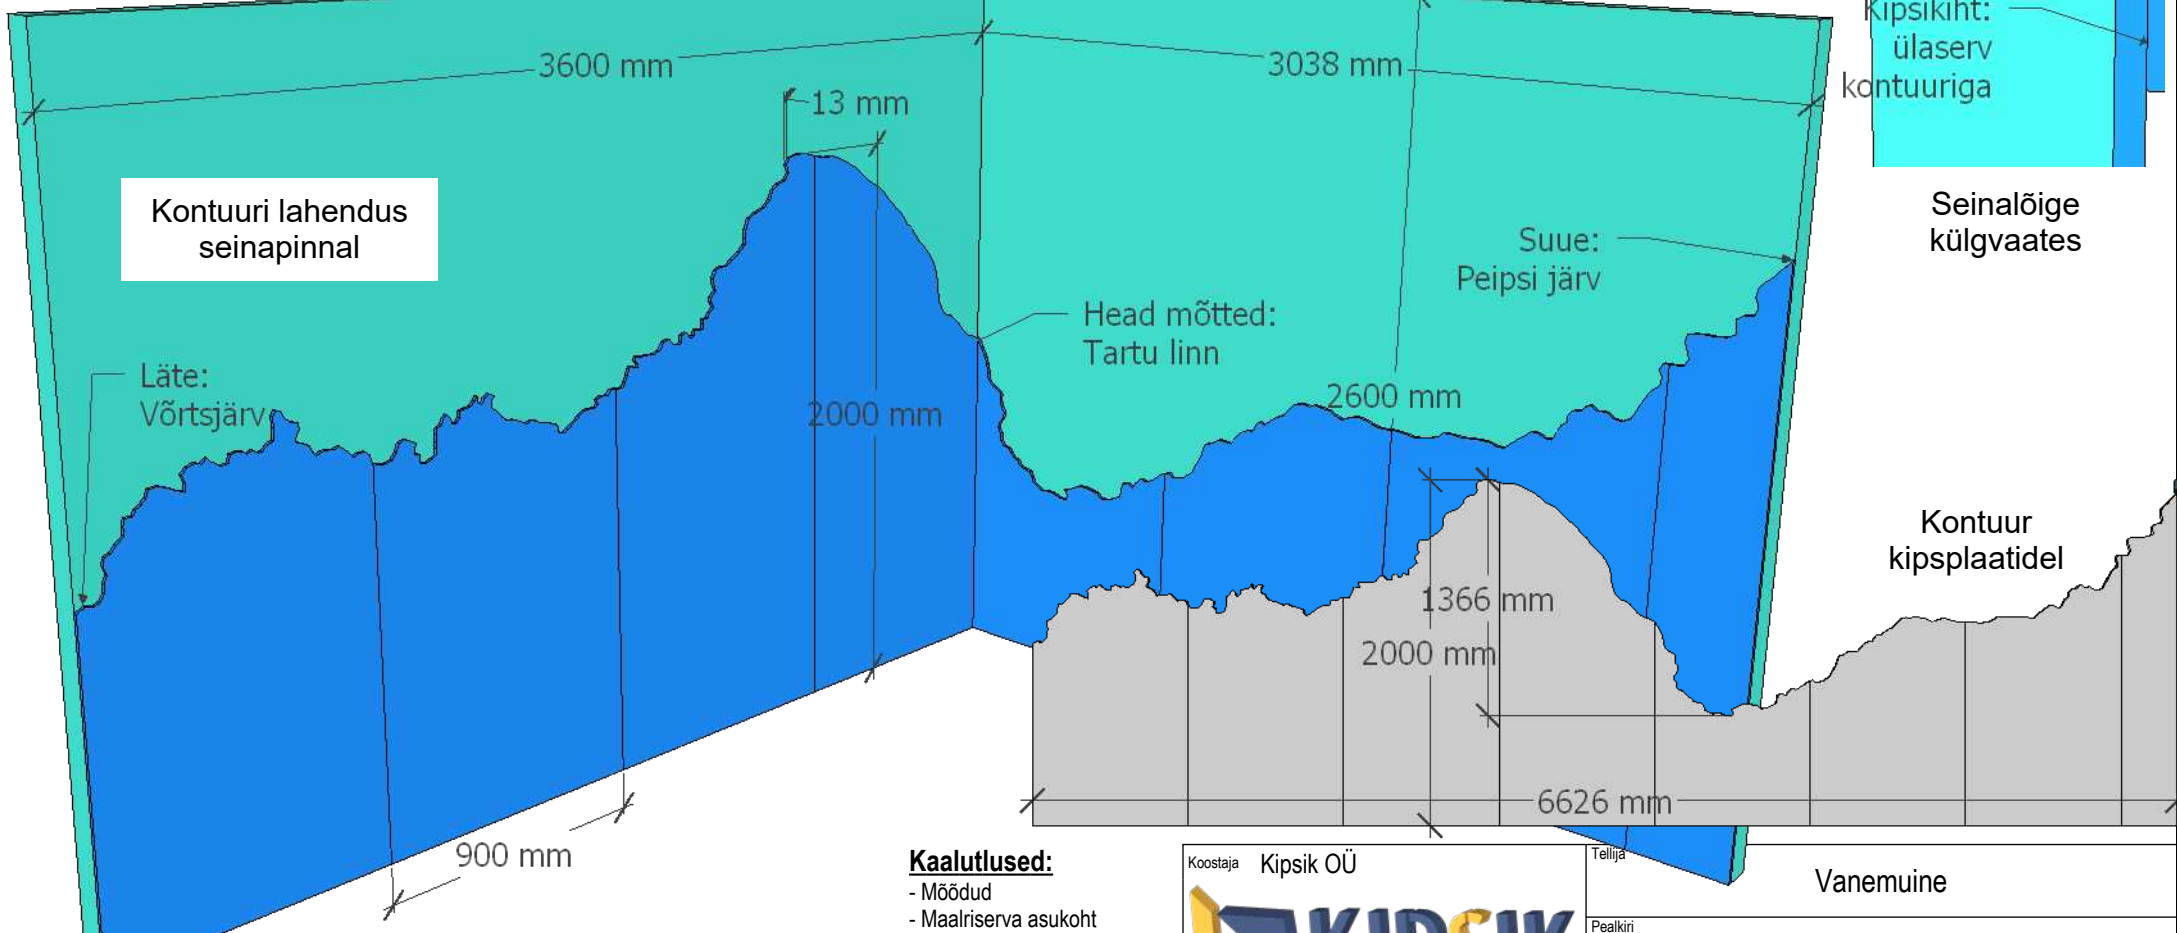 3600 mm
3038 mm
Kipsikiht:
ülaserv
kontuuriga
13 mm
Kontuuri lahendus
seinapinnal
Seinalõige
külgvaates
Suue:
Peipsi järv
Head mõtted:
Tartu linn
Läte:
Võrtsjärv
2000 mm
2600 mm
Kontuur
kipsplaatidel
1366 mm
2000 mm
6626 mm
900 mm
Kaalutlused:
- Mõõdud
- Maalriserva asukoht
Koostaja Kipsik OÜ
KIPSIK
Tellija
Vanemuine
Pealkiri